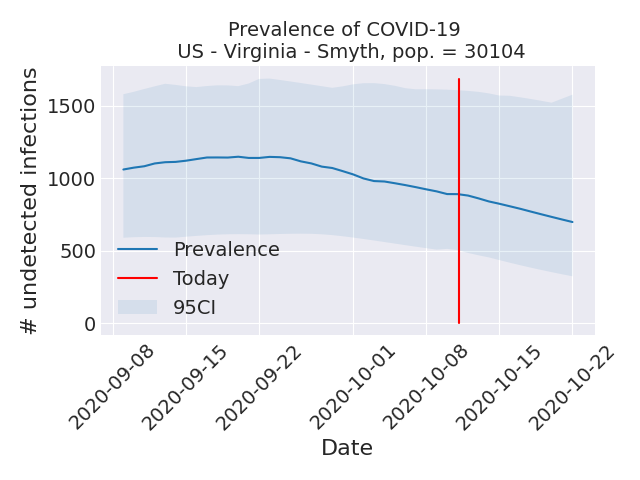 Prevalence of COVID-19
US - Virginia - Smyth, pop. = 30104
# undetected infections
1500
1000
500
0
Prevalence
Today
95CI
2020-09-08
2020-09-15
2020-09-22
2020-10-01
2020-10-08
2020-10-15
2020-10-22
Date